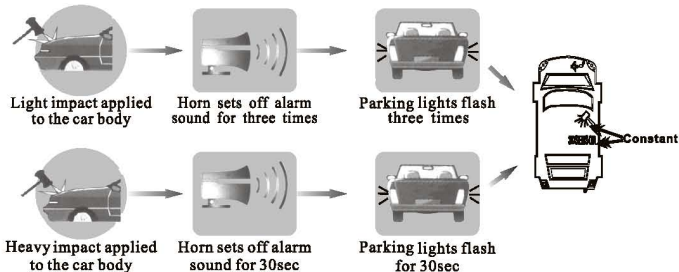 Light impact applied
to the car body
Horn sets off alarm
sound for three times
Parking lights flash
three times
Constant
Heavy impact applied
to the car body
Horn sets off alarm
sound for 30sec
Parking lights flash
for 30sec